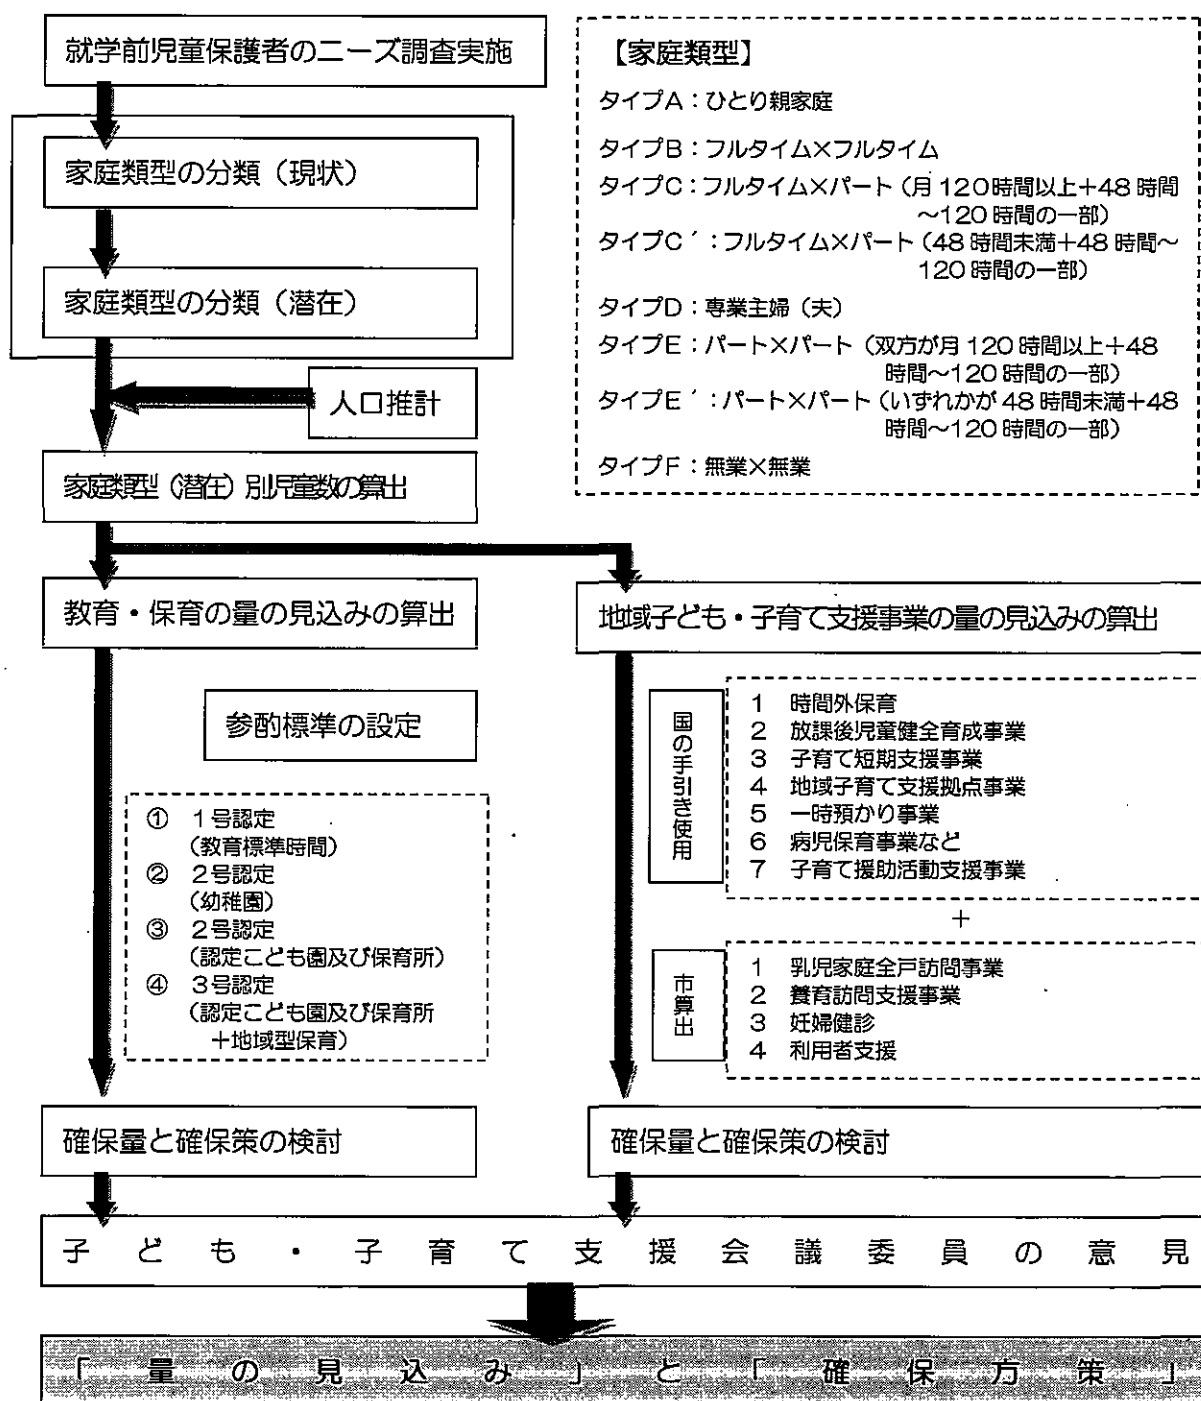 就学前児童保護者のニーズ調査実施
家庭類型の分類（現状）
家庭類型の分類（潜在）
人口推計
家庭類型（潜在）別児童数の算出
【家庭類型】
タイプA：ひとり親家庭
タイプB：フルタイム×フルタイム
タイプC：フルタイム×パート（月120時間以上＋48時間
～120時間の一部）
タイプC´：フルタイム×パート（48時間未満＋48時間～
120時間の一部）
タイプD：専業主婦（夫）
タイプE：パート×パート（双方が月120時間以上＋48
時間～120時間の一部）
タイプE´：パート×パート（いずれかが48時間未満＋48
時間～120時間の一部）
タイプF：無業×無業
教育・保育の量の見込みの算出
参酌標準の設定
① 1号認定
（教育標準時間）
② 2号認定
（幼稚園）
③ 2号認定
（認定こども園及び保育所）
④ 3号認定
（認定こども園及び保育所
＋地域型保育）
確保量と確保策の検討
地域子ども・子育て支援事業の量の見込みの算出
国の手引き使用
1 時間外保育
2 放課後児童健全育成事業
3 子育て短期支援事業
4 地域子育て支援拠点事業
5 一時預かり事業
6 病児保育事業など
7 子育て援助活動支援事業
＋
市算出
1 乳児家庭全戸訪問事業
2 養育訪問支援事業
3 妊婦健診
4 利用者支援
確保量と確保策の検討
子ども・子育て支援会議委員の意見
「量の見込み」と「確保方策」